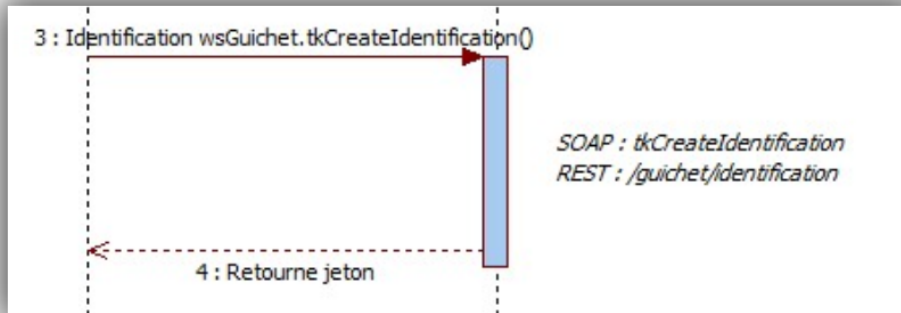 3 : Identification wsGuichet.tkCreateIdentification()
SOAP : tkCreateIdentification
REST : /guichet/identification
4 : Retourne jeton